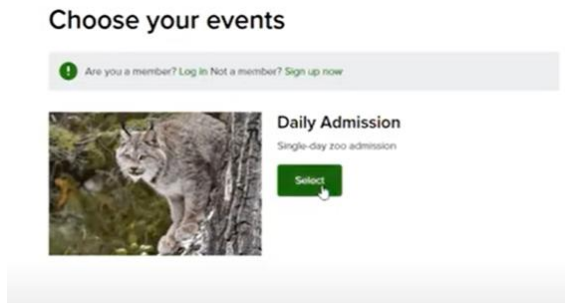 Choose your events
! Are you a member? Log in Not a member? Sign up now
Daily Admission
Single-day zoo admission
Select